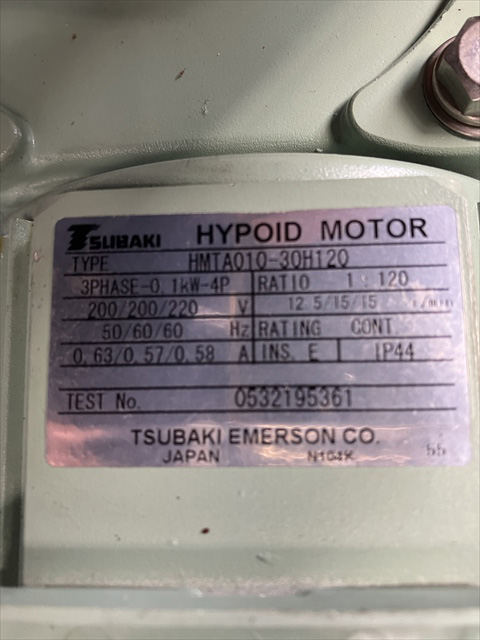 TSUBAKI HYPOID MOTOR
TYPE HMTA010-30H120
3PHASE-0.1kW-4P RATIO 1:120
200/200/220 V 12.5/15/15 r/min
50/60/60 Hz RATING CONT.
0.63/0.57/0.58 A INS. E IP44
TEST No. 0532195361
TSUBAKI EMERSON CO.
JAPAN N104K 55